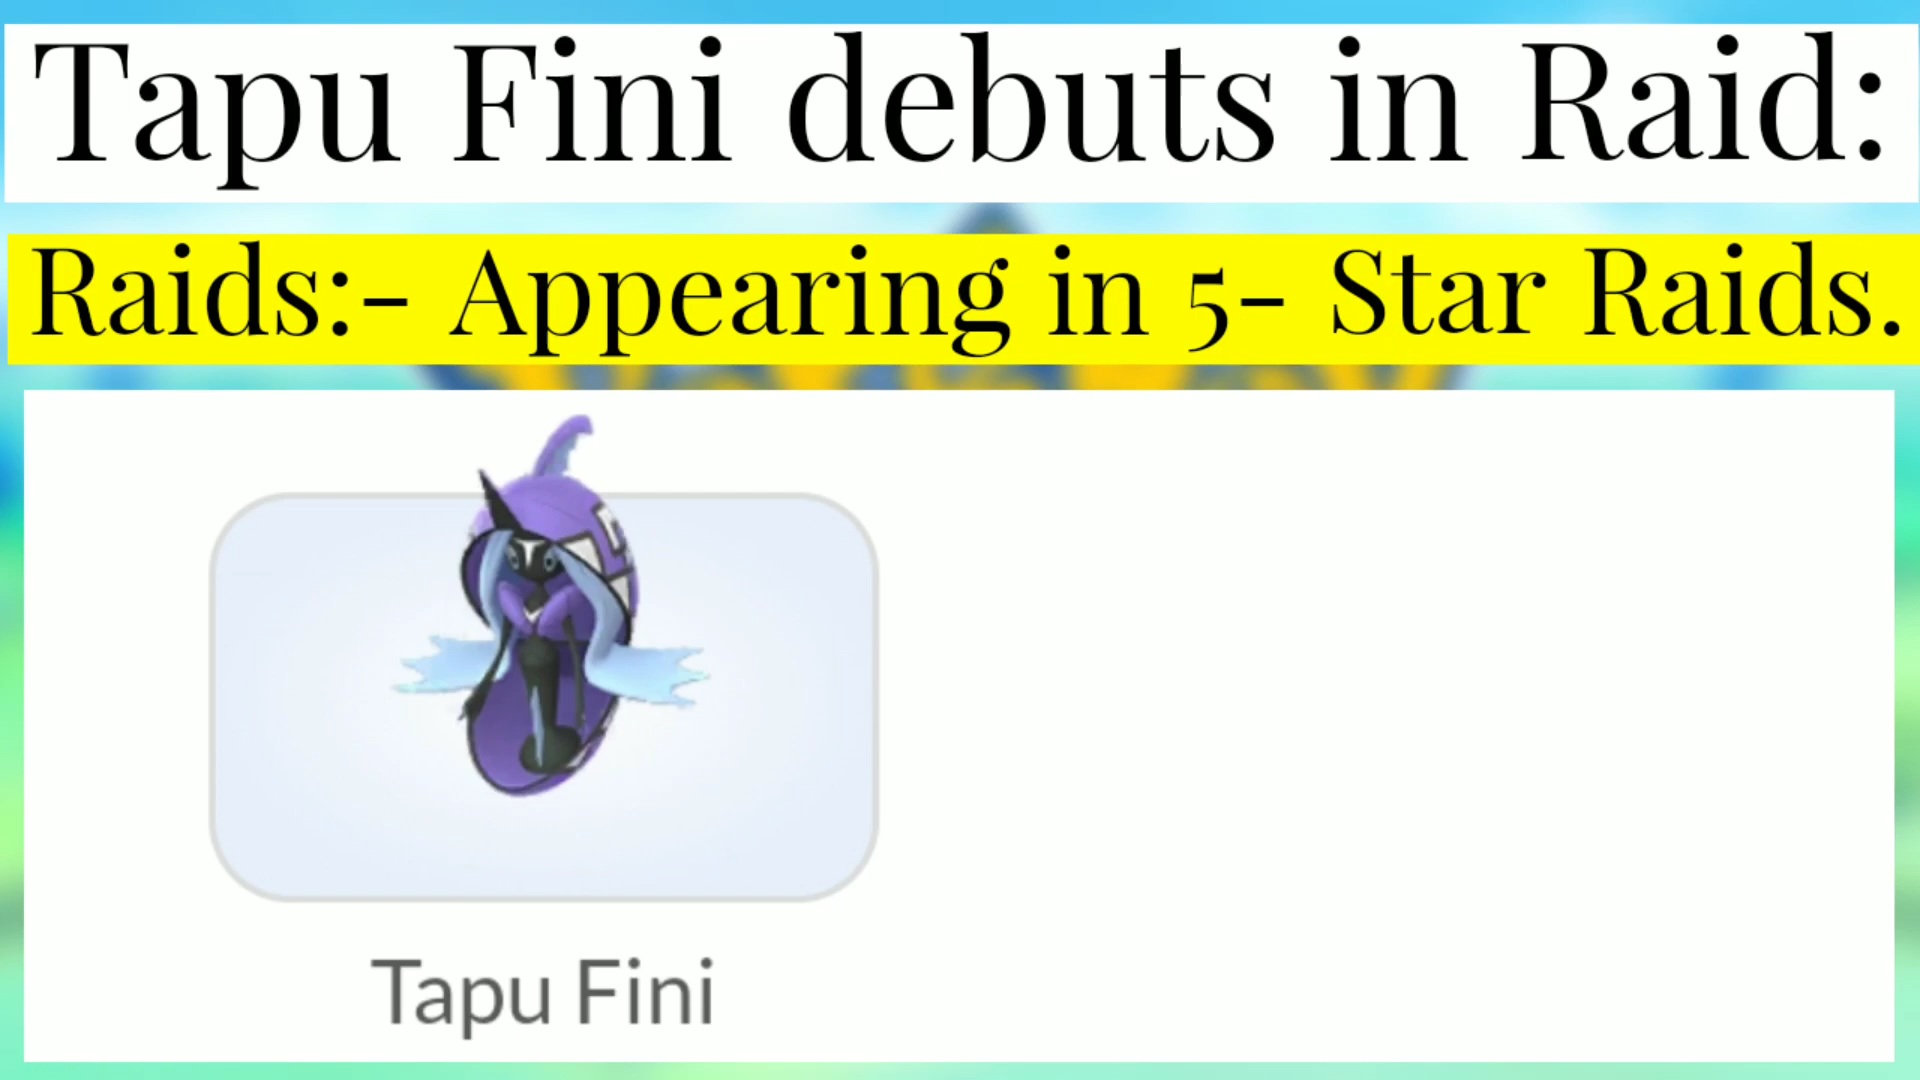 Tapu Fini debuts in Raid:
Raids:- Appearing in 5- Star Raids.
Tapu Fini